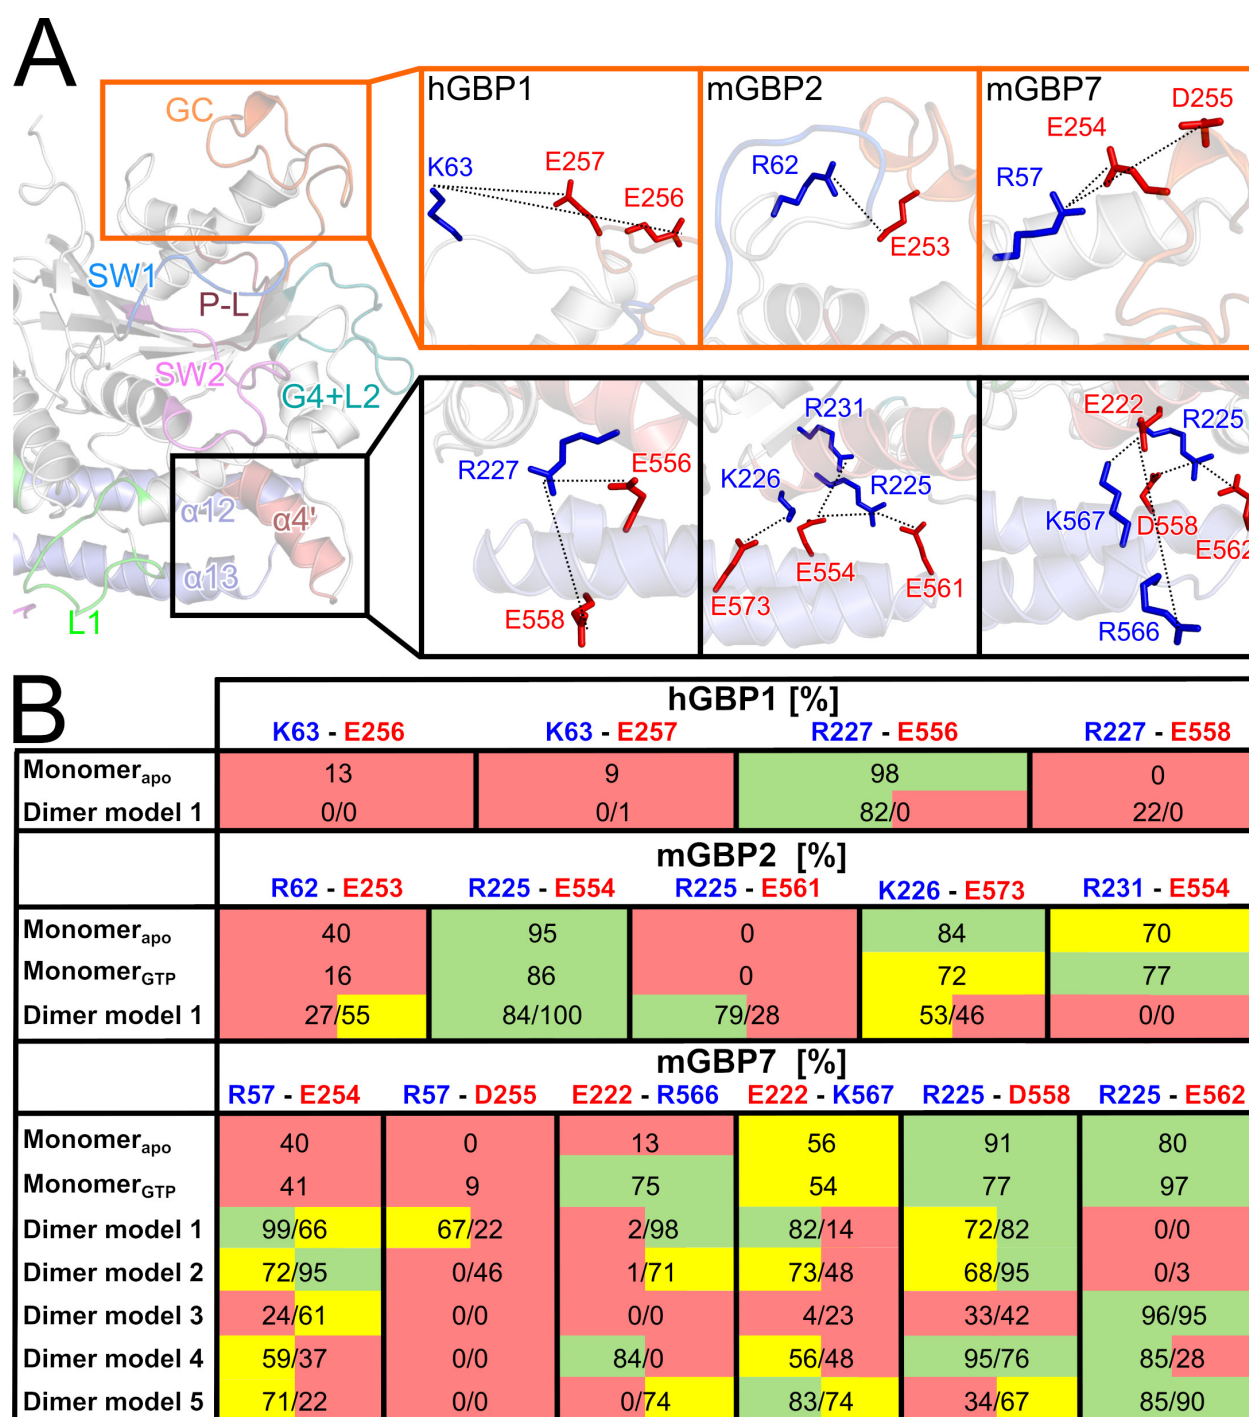 A
GC
SW1
P-L
SW2
G4+L2
α12
α4'
α13
L1
hGBP1
K63
E257
E256
mGBP2
R62
E253
mGBP7
D255
E254
R57
R227
E556
E558
R231
K226
R225
E554
E573
E561
E222
R225
K567
D558
E562
R566
B
hGBP1 [%]
K63 - E256 K63 - E257 R227 - E556 R227 - E558
Monomerapo 13 9 98 0
Dimer model 1 0/0 0/1 82/0 22/0
mGBP2 [%]
R62 - E253 R225 - E554 R225 - E561 K226 - E573 R231 - E554
Monomerapo 40 95 0 84 70
MonomerGTP 16 86 0 72 77
Dimer model 1 27/55 84/100 79/28 53/46 0/0
mGBP7 [%]
R57 - E254 R57 - D255 E222 - R566 E222 - K567 R225 - D558 R225 - E562
Monomerapo 40 0 13 56 91 80
MonomerGTP 41 9 75 54 77 97
Dimer model 1 99/66 67/22 2/98 82/14 72/82 0/0
Dimer model 2 72/95 0/46 1/71 73/48 68/95 0/3
Dimer model 3 24/61 0/0 0/0 4/23 33/42 96/95
Dimer model 4 59/37 0/0 84/0 56/48 95/76 85/28
Dimer model 5 71/22 0/0 0/74 83/74 34/67 85/90